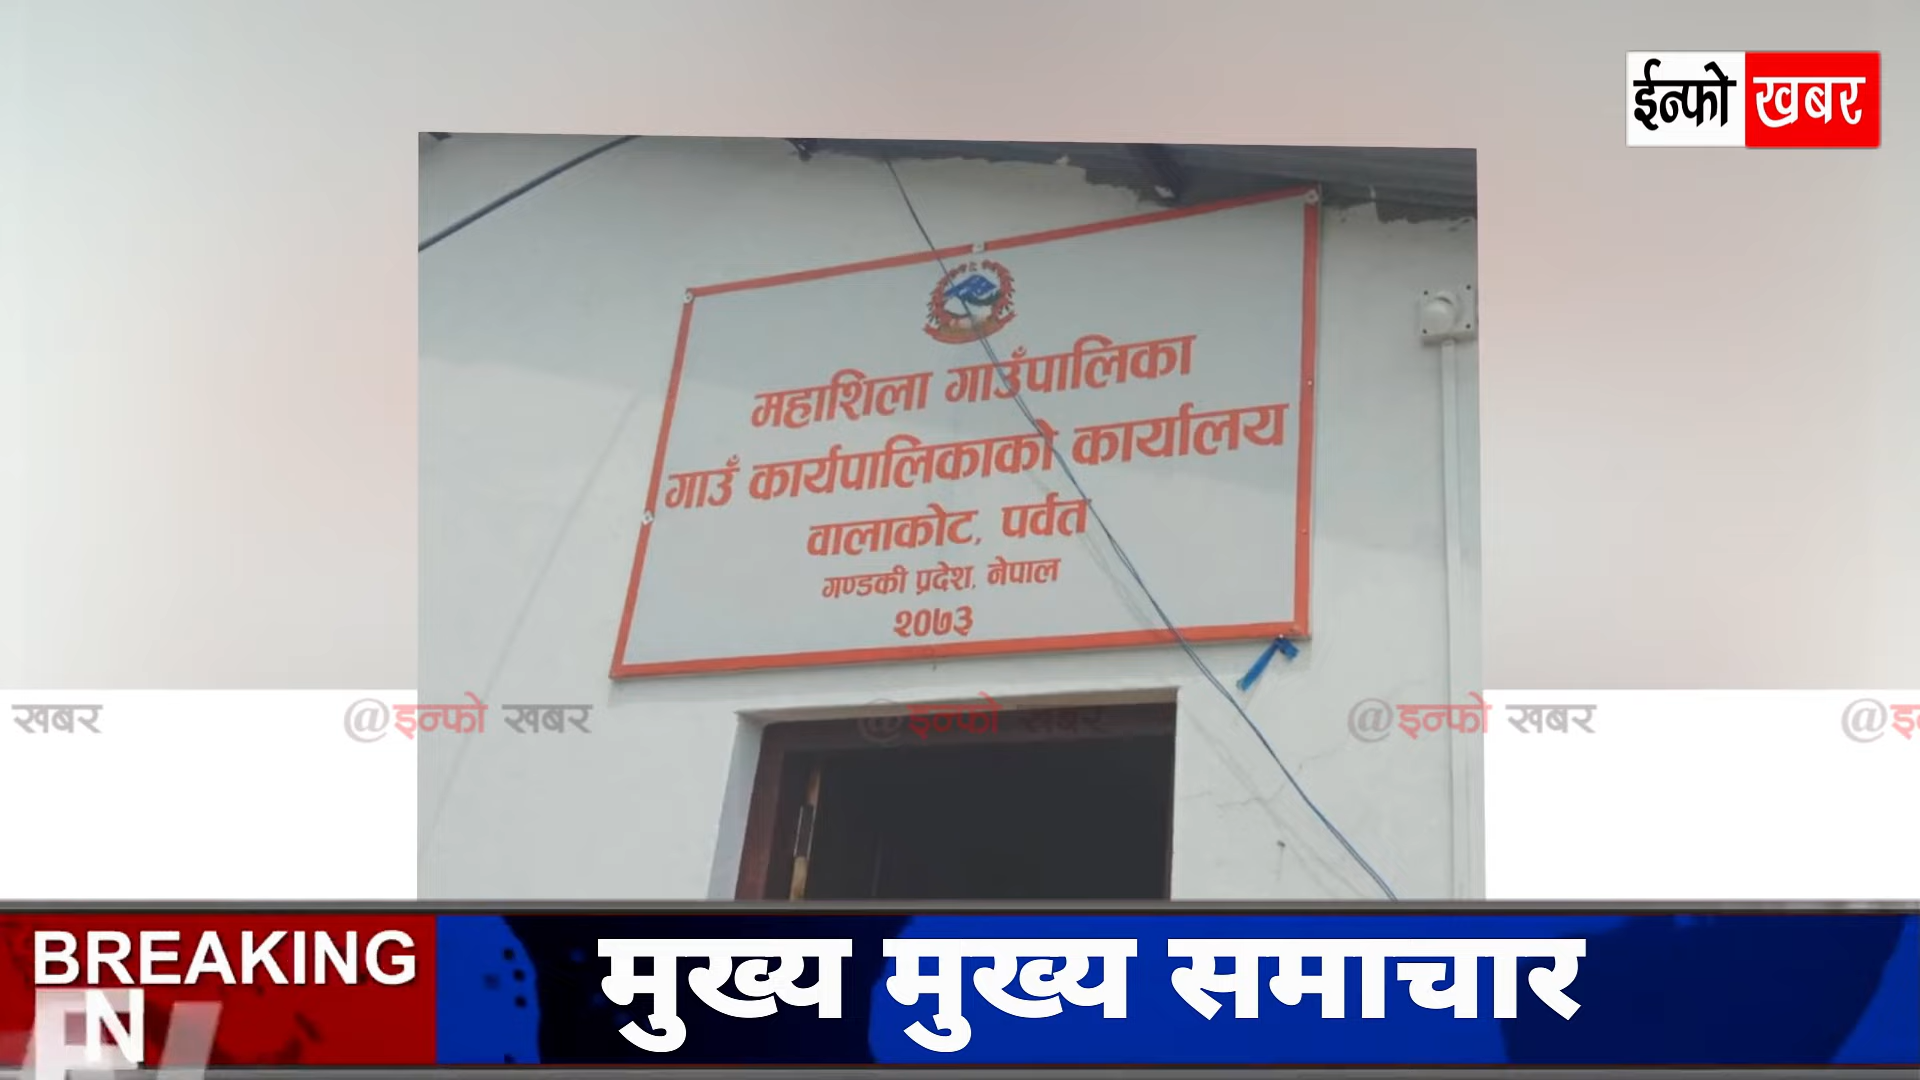 ईन्फो खबर
महाशिला गाउँपालिका
गाउँ कार्यपालिकाको कार्यालय
वालाकोट, पर्वत
गण्डकी प्रदेश, नेपाल
२०७३
खबर @इन्फो खबर @इन्फो खबर @इन्फो खबर
BREAKING
N
मुख्य मुख्य समाचार